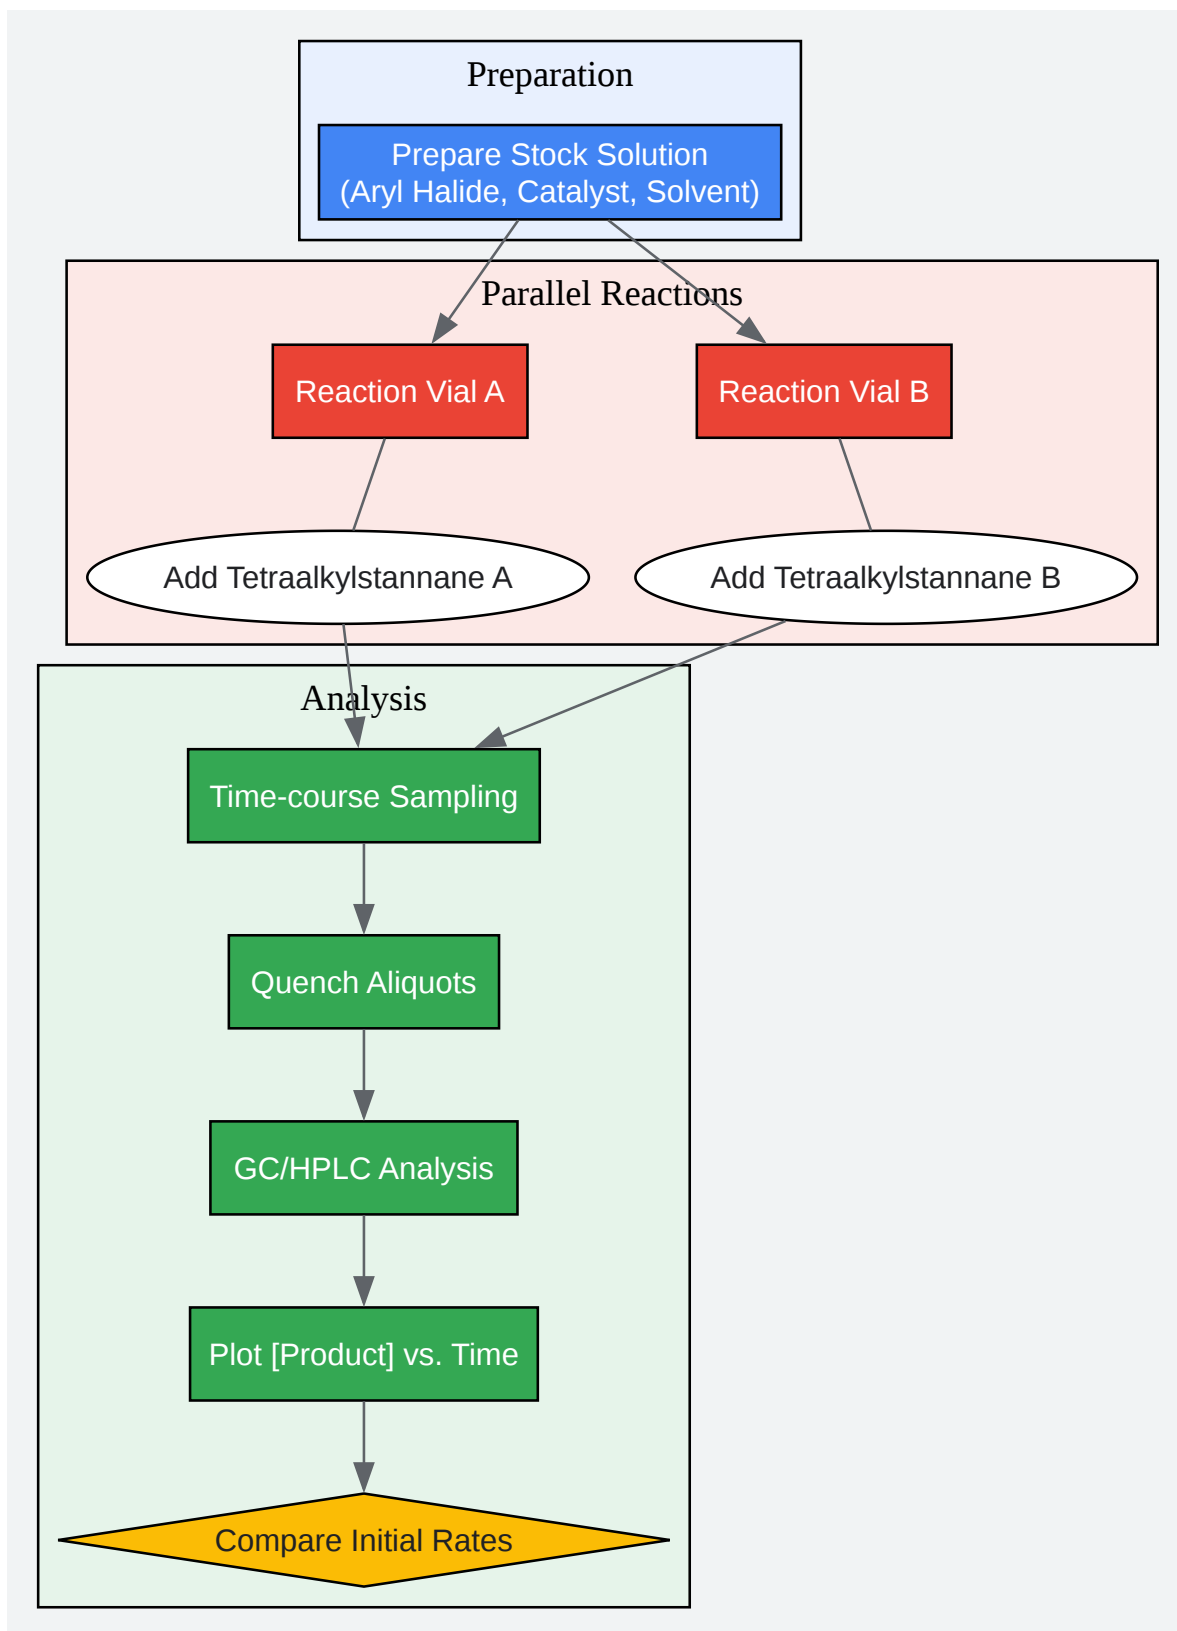 Preparation
Prepare Stock Solution
(Aryl Halide, Catalyst, Solvent)
Parallel Reactions
Reaction Vial A
Reaction Vial B
Add Tetraalkylstannane A
Add Tetraalkylstannane B
Analysis
Time-course Sampling
Quench Aliquots
GC/HPLC Analysis
Plot [Product] vs. Time
Compare Initial Rates